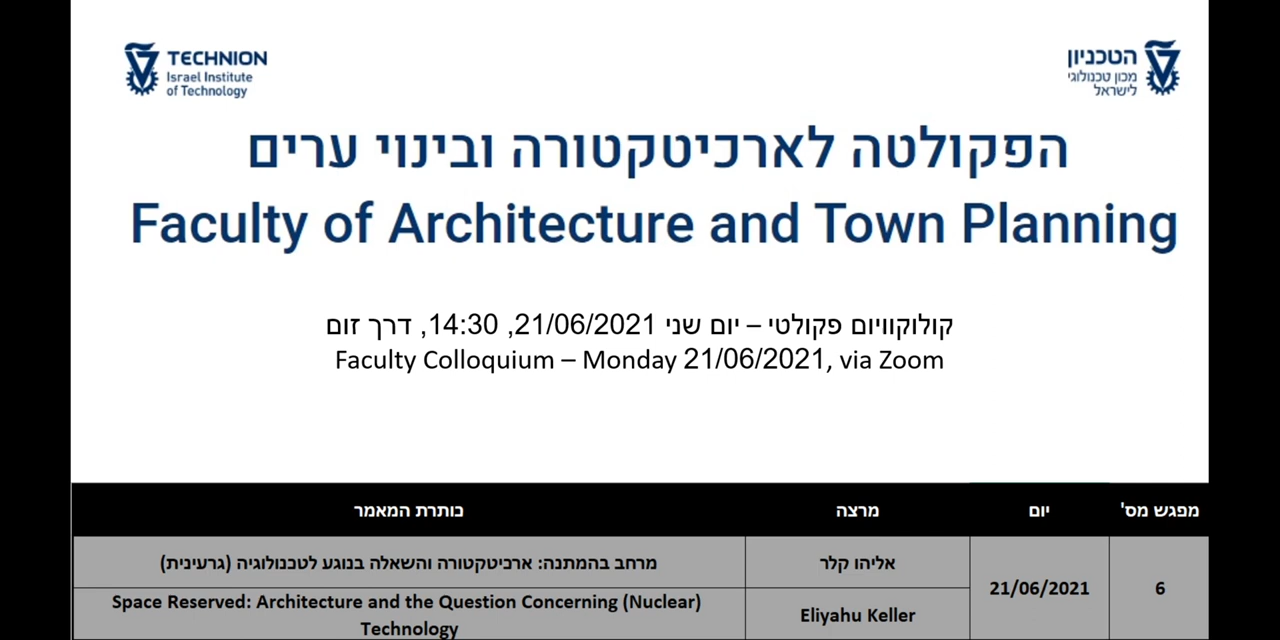 TECHNION
Israel Institute
of Technology
הטכניון
מכון טכנולוגי
לישראל
הפקולטה לארכיטקטורה ובינוי ערים
Faculty of Architecture and Town Planning
קולוקוויום פקולטי – יום שני 21/06/2021, 14:30, דרך זום
Faculty Colloquium – Monday 21/06/2021, via Zoom
מפגש מס' יום מרצה כותרת המאמר
6 21/06/2021
אליהו קלר
מרחב בהמתנה: ארכיטקטורה והשאלה בנוגע לטכנולוגיה (גרעינית)
Eliyahu Keller
Space Reserved: Architecture and the Question Concerning (Nuclear)
Technology